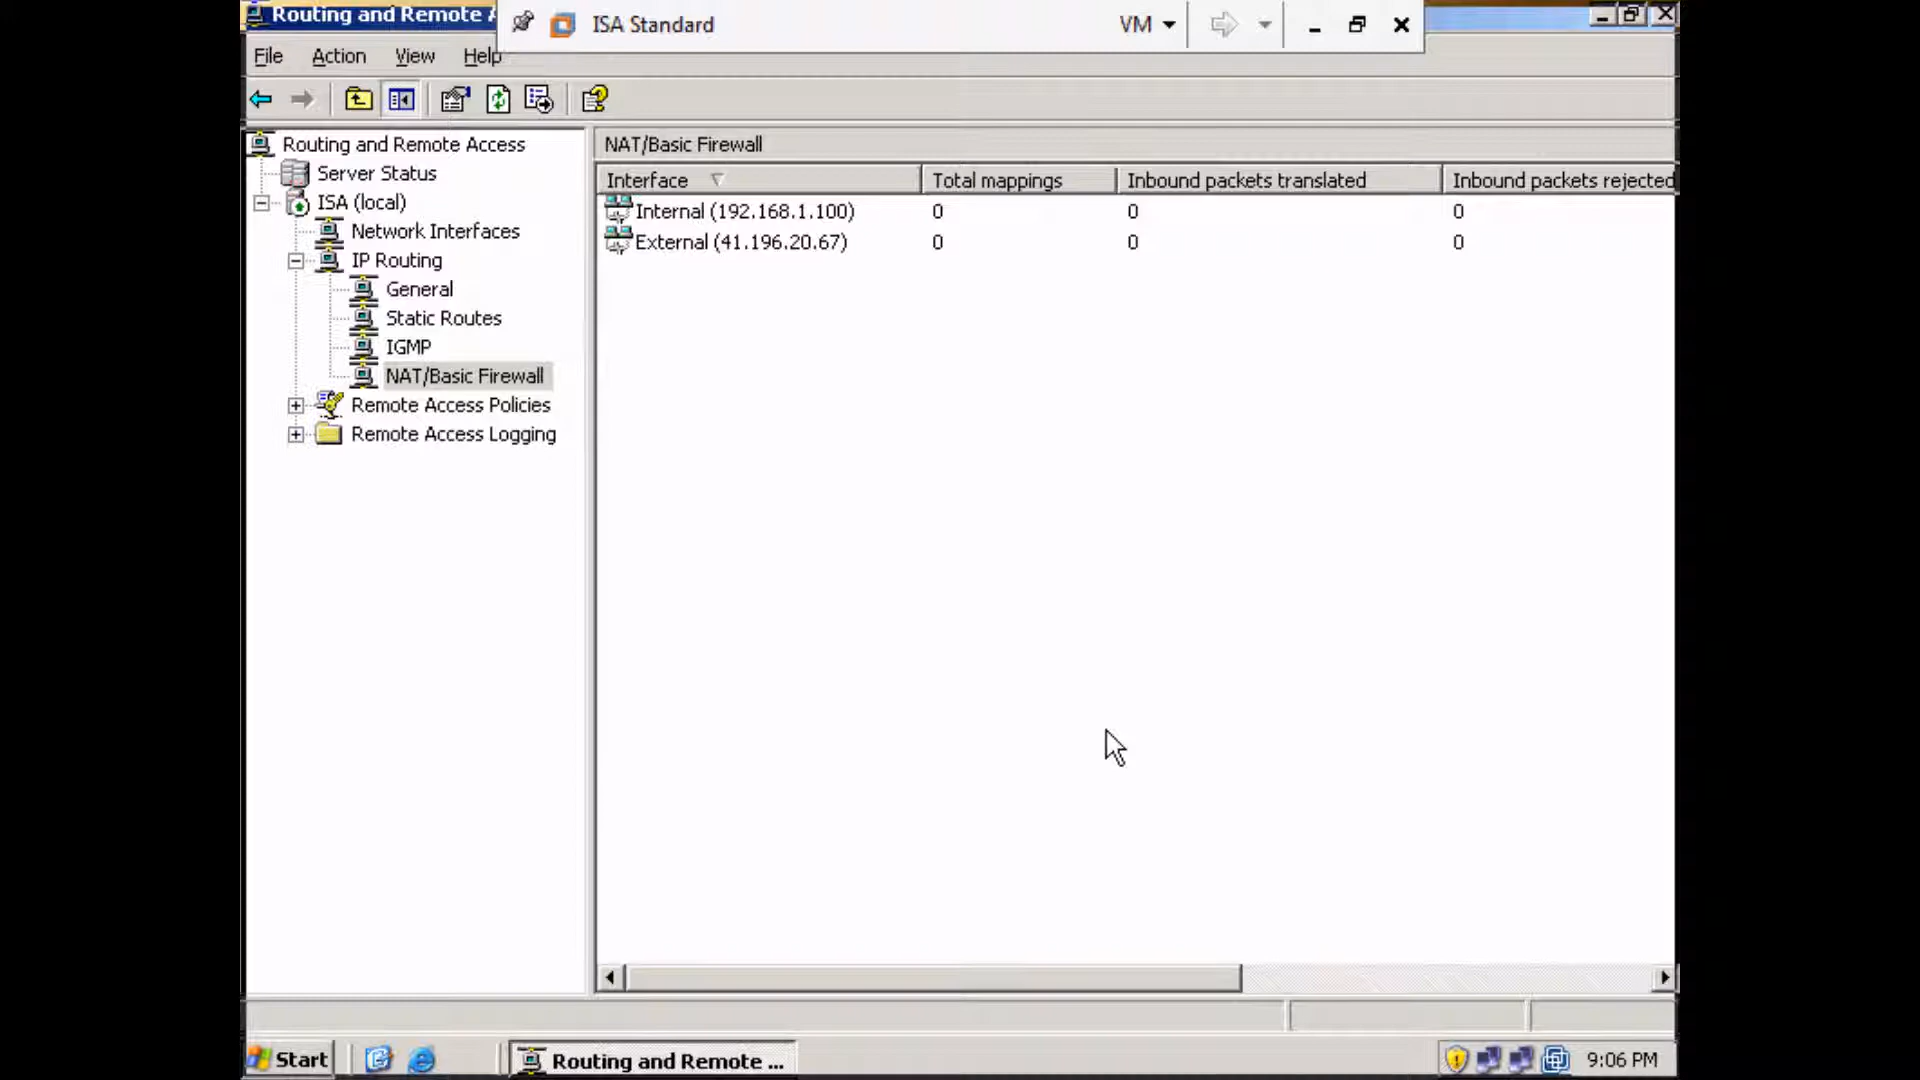 Routing and Remote A
ISA Standard
VM
File Action View Help
Routing and Remote Access
Server Status
ISA (local)
Network Interfaces
IP Routing
General
Static Routes
IGMP
NAT/Basic Firewall
Remote Access Policies
Remote Access Logging
NAT/Basic Firewall
Interface Total mappings Inbound packets translated Inbound packets rejected
Internal (192.168.1.100) 0 0 0
External (41.196.20.67) 0 0 0
Start Routing and Remote ... 9:06 PM